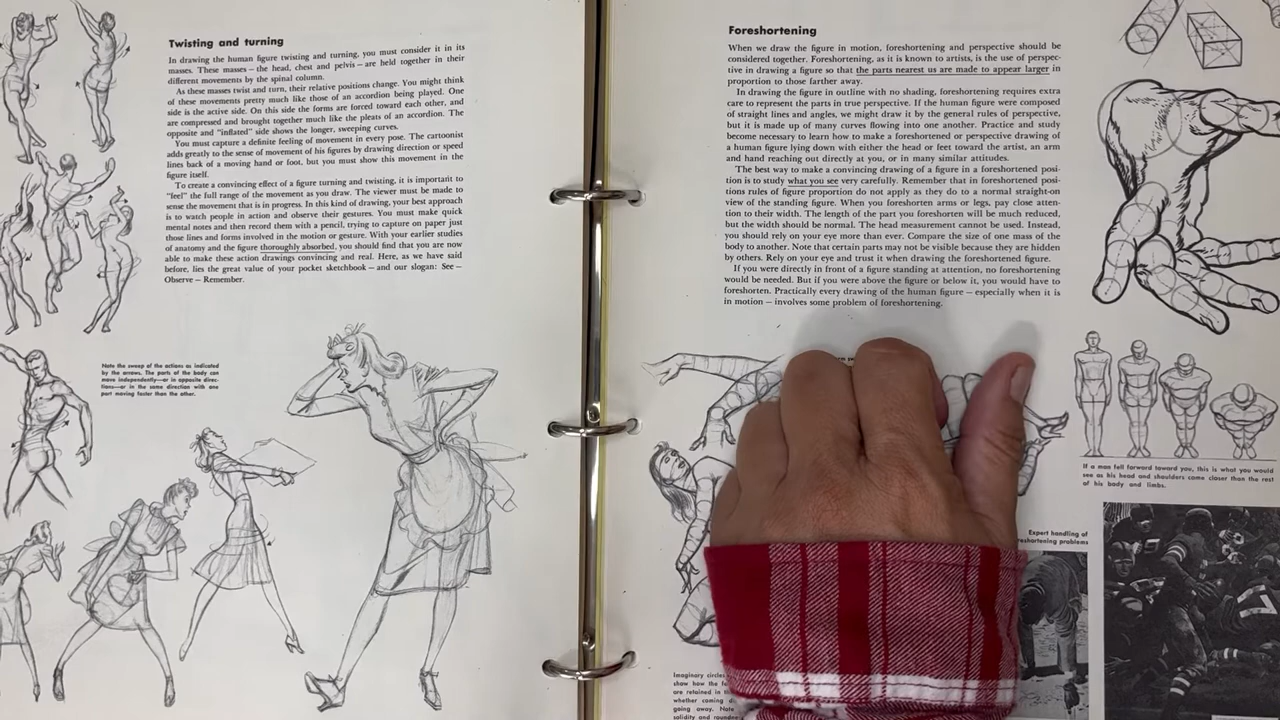 Twisting and turning
In drawing the human figure twisting and turning, you must consider it in its
masses. These masses — the head, chest and pelvis — are held together in their
different movements by the spinal column.
As these masses twist and turn, their relative positions change. You might think
of these movements pretty much like those of an accordion being played. One
side is the active side. On this side the forms are forced toward each other, and
are compressed and brought together much like the pleats of an accordion. The
opposite and "inflated" side shows the longer, sweeping curves.
You must capture a definite feeling of movement in every pose. The cartoonist
adds greatly to the sense of movement of his figures by drawing direction or speed
lines back of a moving hand or foot, but you must show this movement in the
figure itself.
To create a convincing effect of a figure turning and twisting, it is important to
"feel" the full range of the movement as you draw. The viewer must be made to
sense the movement that is in progress. In this kind of drawing, your best approach
is to watch people in action and observe their gestures. You must make quick
mental notes and then record them with a pencil, trying to capture on paper just
those lines and forms involved in the motion or gesture. With your earlier studies
of anatomy and the figure thoroughly absorbed, you should find that you are now
able to make these action drawings convincing and real. Here, as we have said
before, lies the great value of your pocket sketchbook — and our slogan: See —
Observe — Remember.
Note the sweep of the actions as indicated
by the arrows. The parts of the body can
move independently—or in opposite direc-
tions—or in the same direction with one
part moving faster than the other.
Foreshortening
When we draw the figure in motion, foreshortening and perspective should be
considered together. Foreshortening, as it is known to artists, is the use of perspec-
tive in drawing a figure so that the parts nearest us are made to appear larger in
proportion to those farther away.
In drawing the figure in outline with no shading, foreshortening requires extra
care to represent the parts in true perspective. If the human figure were composed
of straight lines and angles, we might draw it by the general rules of perspective,
but it is made up of many curves flowing into one another. Practice and study
become necessary to learn how to make a foreshortened or perspective drawing of
a human figure lying down with either the head or feet toward the artist, an arm
and hand reaching out directly at you, or in many similar attitudes.
The best way to make a convincing drawing of a figure in a foreshortened posi-
tion is to study what you see very carefully. Remember that in foreshortened posi-
tions rules of figure proportion do not apply as they do to a normal straight-on
view of the standing figure. When you foreshorten arms or legs, pay close atten-
tion to their width. The length of the part you foreshorten will be much reduced,
but the width should be normal. The head measurement cannot be used. Instead,
you should rely on your eye more than ever. Compare the size of one mass of the
body to another. Note that certain parts may not be visible because they are hidden
by others. Rely on your eye and trust it when drawing the foreshortened figure.
If you were directly in front of a figure standing at attention, no foreshortening
would be needed. But if you were above the figure or below it, you would have to
foreshorten. Practically every drawing of the human figure — especially when it is
in motion — involves some problem of foreshortening.
If a man fell forward toward you, this is what you would
see as his head and shoulders come closer than the rest
of his body and limbs.
Expert handling of
reshortening problems
Imaginary circles
show how the
are retained in
whether coming
going away. Note
solidity and